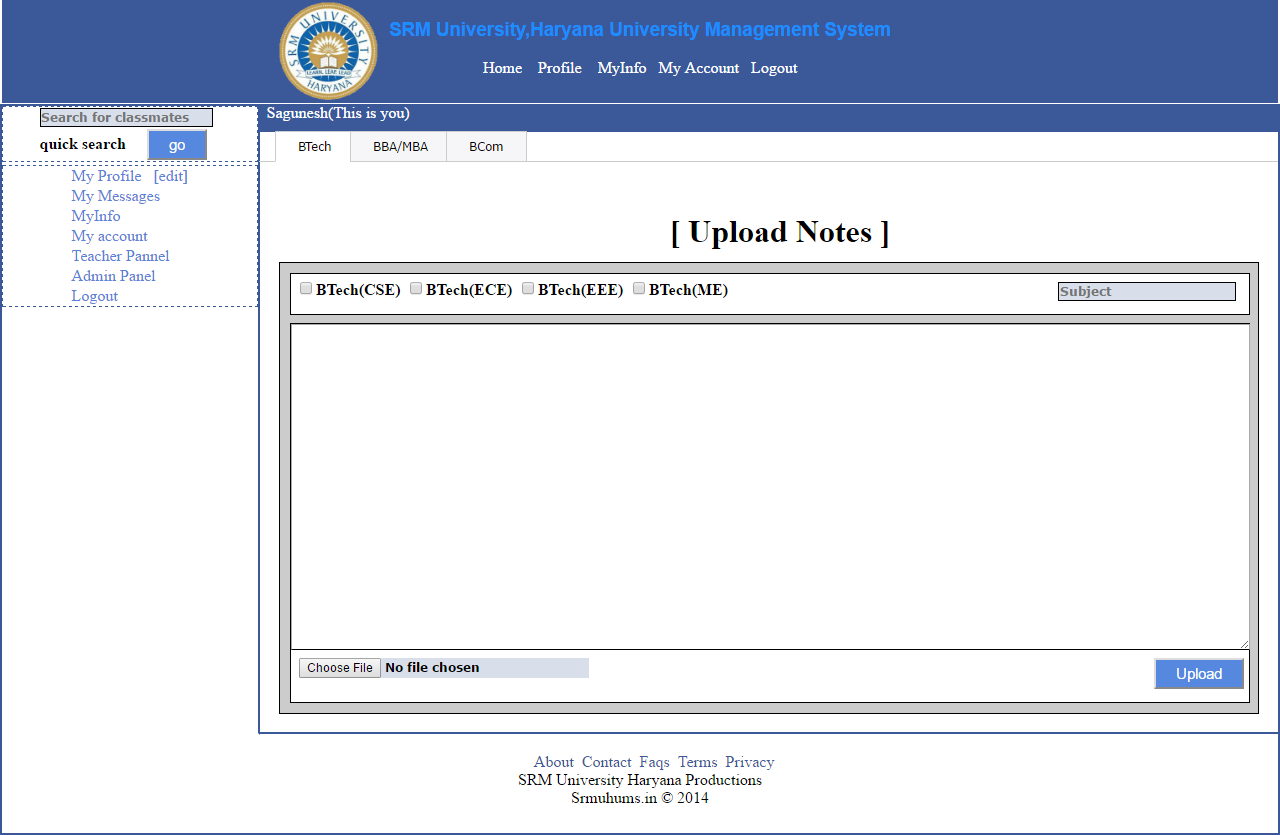 SRM UNIVERSITY
LEARN, LEAP, LEAD
HARYANA
SRM University,Haryana University Management System
Home Profile MyInfo My Account Logout
Search for classmates
quick search go
My Profile [edit]
My Messages
MyInfo
My account
Teacher Pannel
Admin Panel
Logout
Sagunesh(This is you)
BTech BBA/MBA BCom
[ Upload Notes ]
BTech(CSE) BTech(ECE) BTech(EEE) BTech(ME) Subject
Choose File No file chosen Upload
About Contact Faqs Terms Privacy
SRM University Haryana Productions
Srmuhums.in © 2014